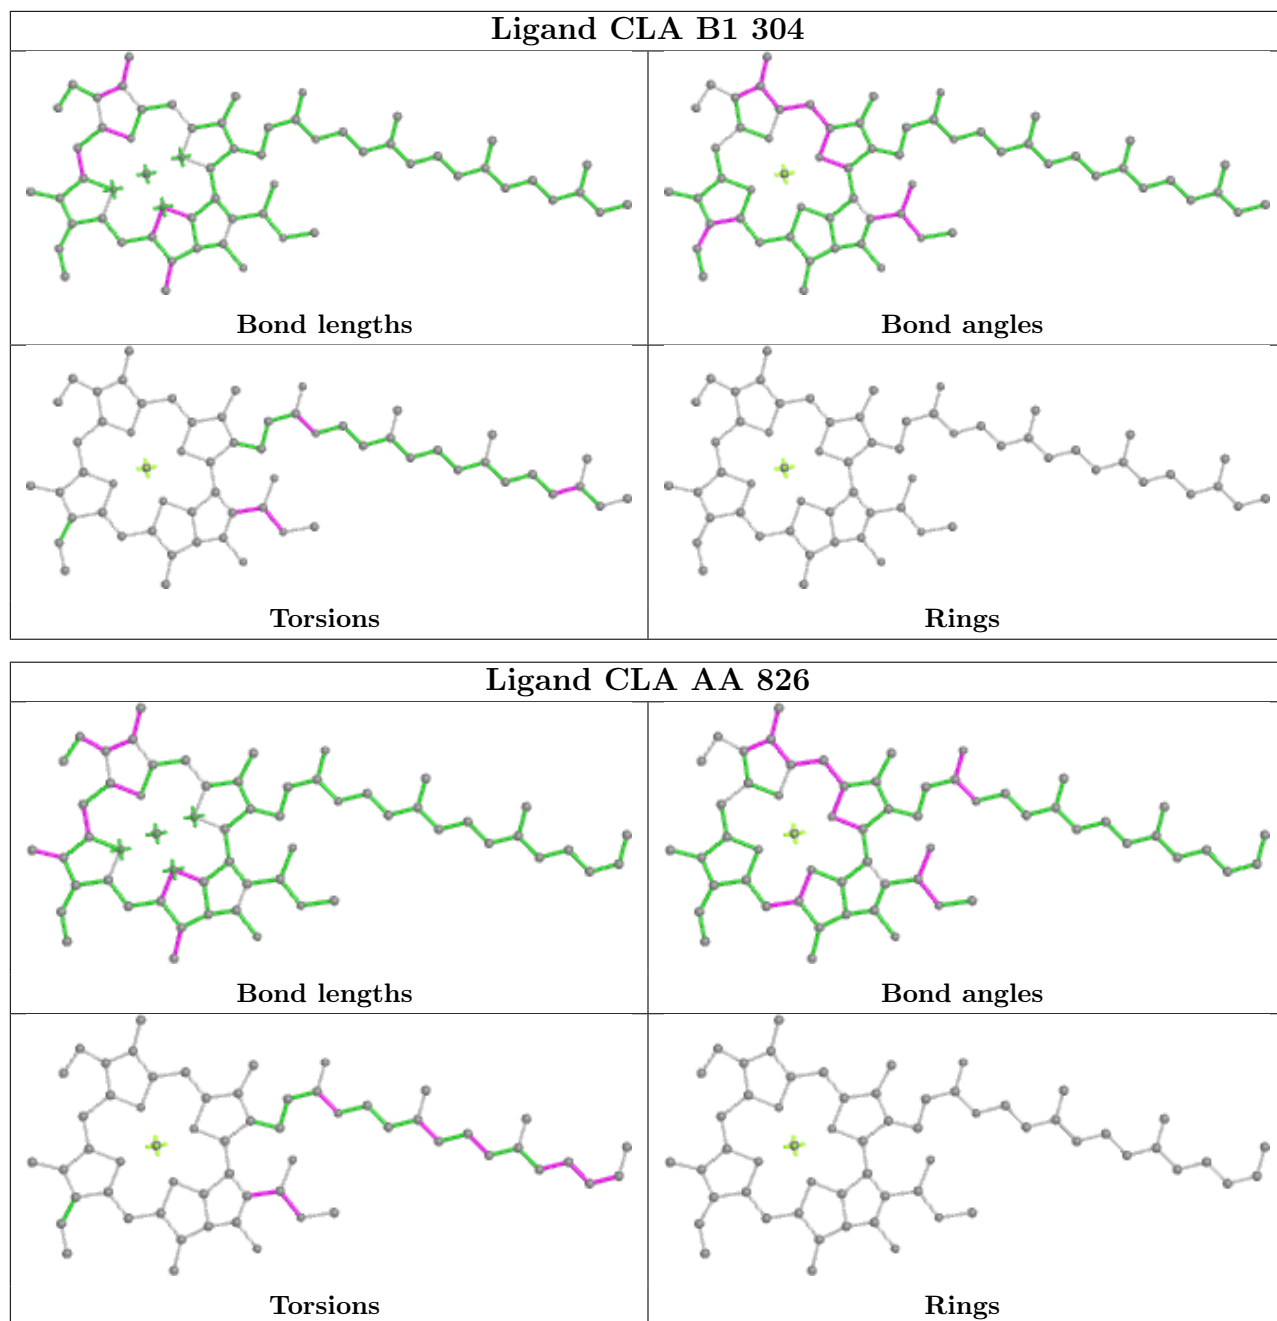 Ligand CLA B1 304
Bond lengths
Bond angles
Torsions
Rings
Ligand CLA AA 826
Bond lengths
Bond angles
Torsions
Rings